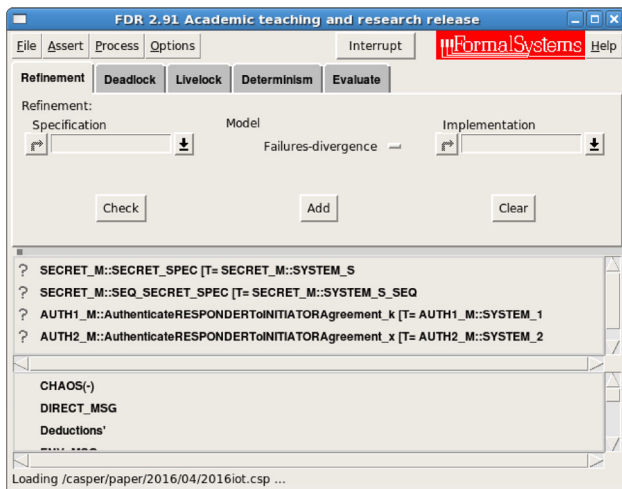 FDR 2.91 Academic teaching and research release
File Assert Process Options Interrupt FormalSystems Help
Refinement Deadlock Livelock Determinism Evaluate
Refinement:
Specification Model Implementation
Failures-divergence
Check Add Clear
? SECRET_M::SECRET_SPEC [T= SECRET_M::SYSTEM_S
? SECRET_M::SEQ_SECRET_SPEC [T= SECRET_M::SYSTEM_S_SEQ
? AUTH1_M::AuthenticateRESPONDERToINITIATORAgreement_k [T= AUTH1_M::SYSTEM_1
? AUTH2_M::AuthenticateRESPONDERToINITIATORAgreement_x [T= AUTH2_M::SYSTEM_2
CHAOS(-)
DIRECT_MSG
Deductions'
Loading /casper/paper/2016/04/2016iot.csp ...